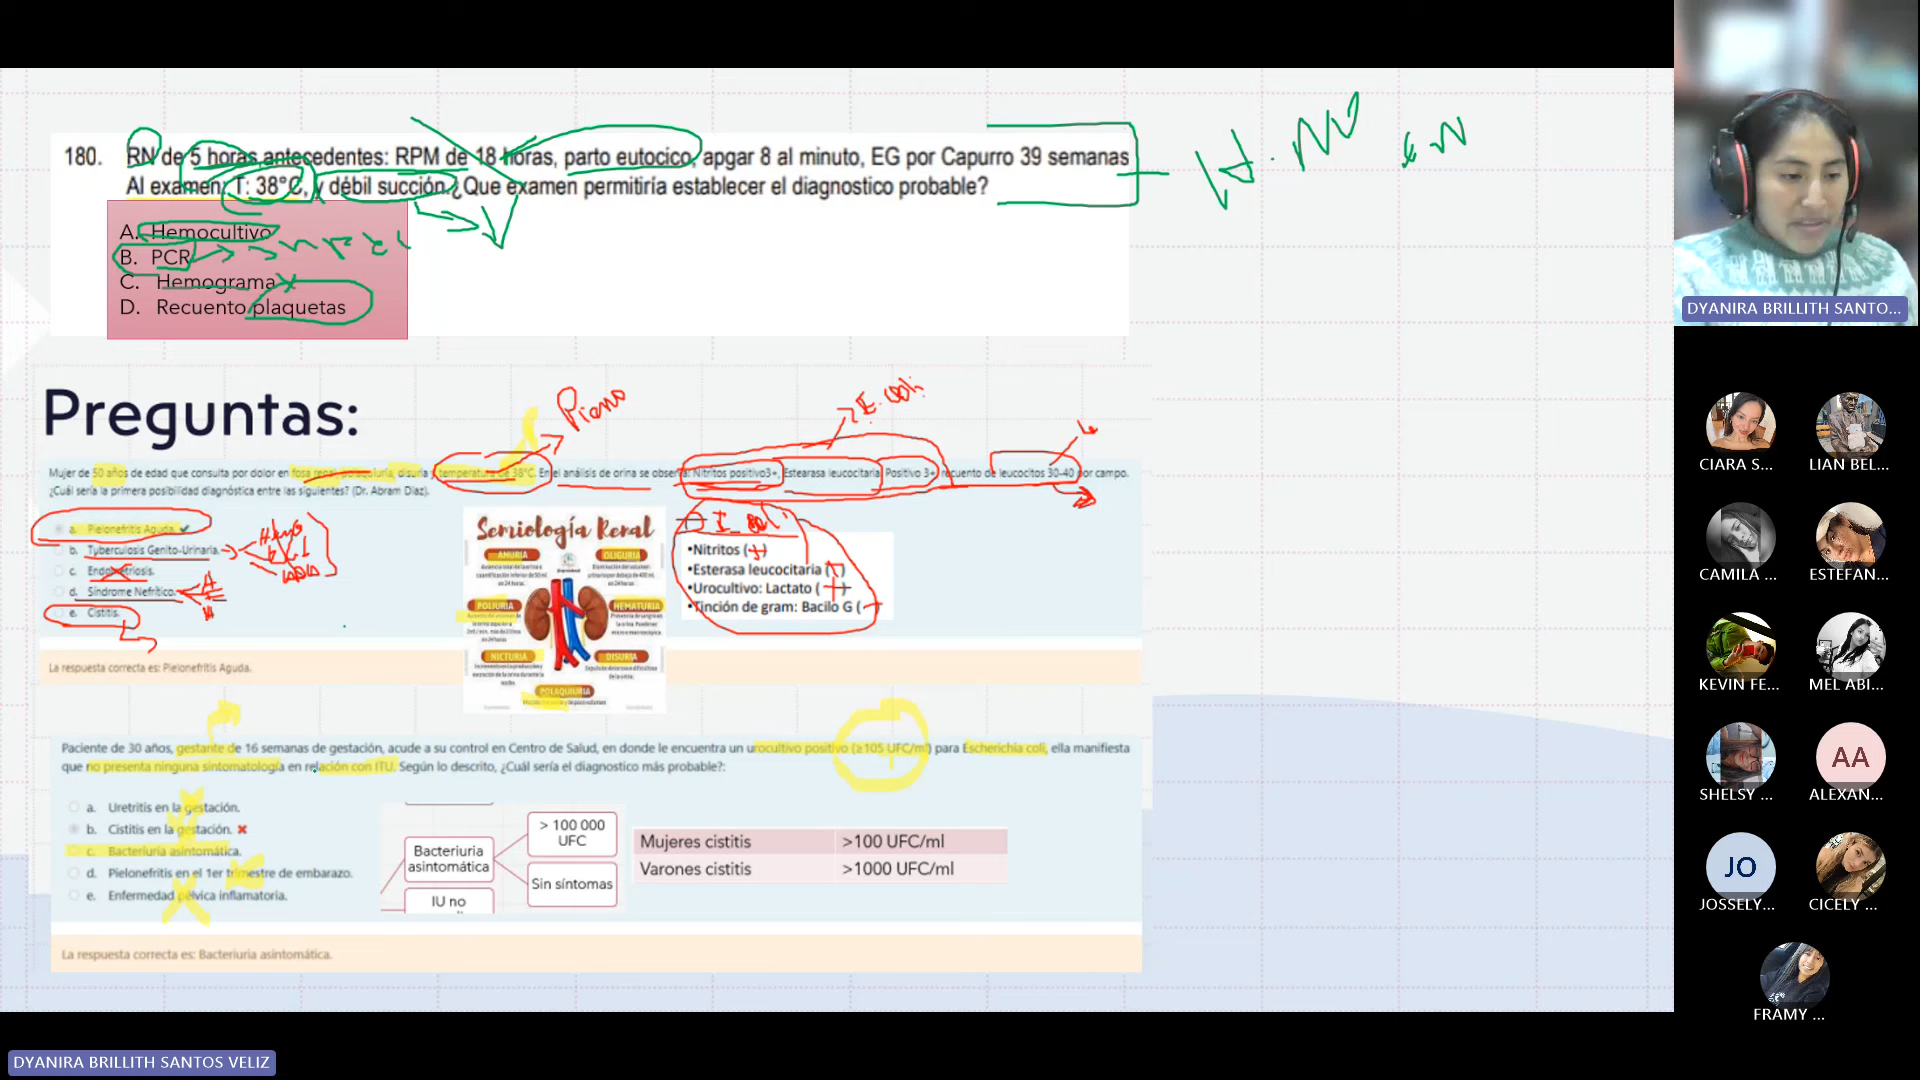 180. RN de 5 horas antecedentes: RPM de 18 horas, parto eutocico, apgar 8 al minuto, EG por Capurro 39 semanas
Al examen: T: 38°C, y débil succión ¿Que examen permitiría establecer el diagnostico probable?
A. Hemocultivo
B. PCR
C. Hemograma
D. Recuento plaquetas
Preguntas:
Pielo
E. coli
Mujer de 50 años de edad que consulta por dolor en fosa renal, polaquiuria, disuria y temperatura de 38°C. En el análisis de orina se observa: Nitritos positivo3+, Estearasa leucocitaria Positivo 3+, recuento de leucocitos 30-40 por campo.
¿Cuál sería la primera posibilidad diagnóstica entre las siguientes? (Dr. Abram Díaz).
a. Pielonefritis Aguda.
b. Tyberculosis Genito-Urinaria.
c. Endometriosis.
d. Síndrome Nefrítico.
e. Cistitis.
La respuesta correcta es: Pielonefritis Aguda.
Semiología Renal
ANURIA
OLIGURIA
POLIURIA
HEMATURIA
NICTURIA
DISURIA
POLAQUIURIA
•Nitritos (+)
•Esterasa leucocitaria
•Urocultivo: Lactato (+)
•Tinción de gram: Bacilo G (-
Paciente de 30 años, gestante de 16 semanas de gestación, acude a su control en Centro de Salud, en donde le encuentra un urocultivo positivo (≥105 UFC/ml) para Escherichia coli, ella manifiesta
que no presenta ninguna sintomatología en relación con ITU. Según lo descrito, ¿Cuál sería el diagnostico más probable?:
a. Uretritis en la gestación.
b. Cistitis en la gestación.
c. Bacteriuria asintomática.
d. Pielonefritis en el 1er trimestre de embarazo.
e. Enfermedad pélvica inflamatoria.
Bacteriuria
asintomática
> 100 000
UFC
Sin síntomas
IU no
Mujeres cistitis >100 UFC/ml
Varones cistitis >1000 UFC/ml
La respuesta correcta es: Bacteriuria asintomática.
DYANIRA BRILLITH SANTO...
CIARA S...
LIAN BEL...
CAMILA ...
ESTEFAN...
KEVIN FE...
MEL ABI...
SHELSY ...
AA
ALEXAN...
JO
JOSSELY...
CICELY ...
FRAMY ...
DYANIRA BRILLITH SANTOS VELIZ